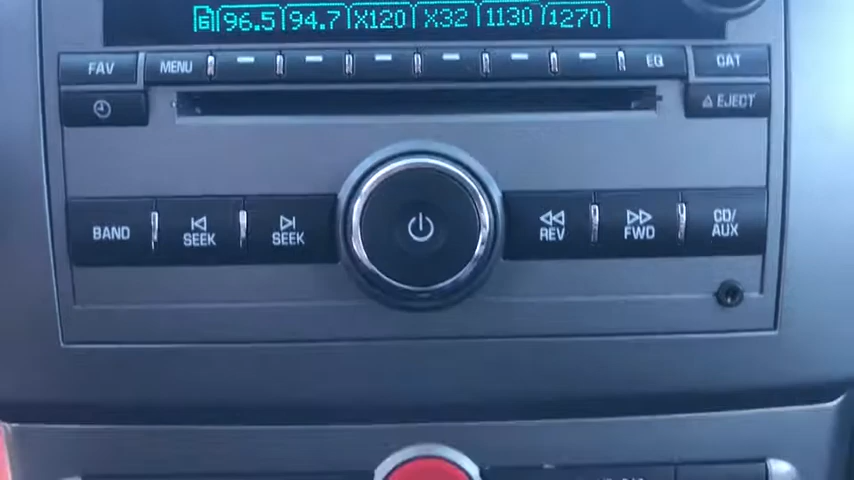 6 96.5 94.7 X120 X32 1130 1270
FAV MENU EQ CAT
EJECT
BAND SEEK SEEK REV FWD CD/
AUX